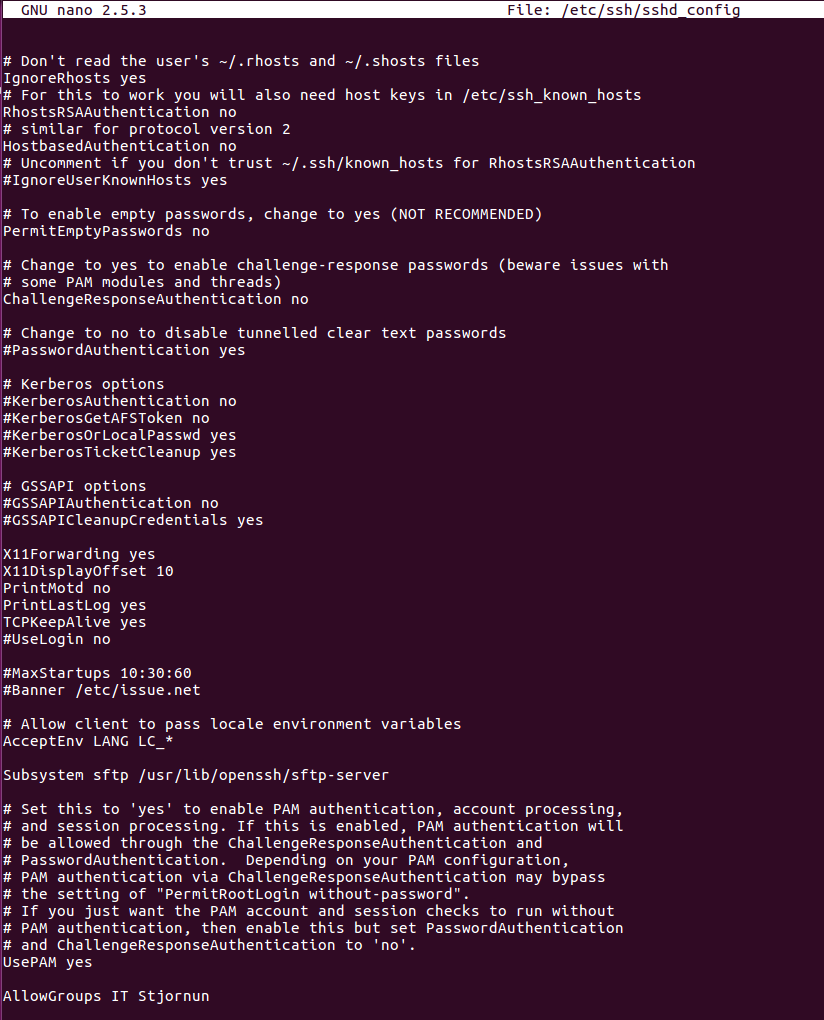 GNU nano 2.5.3 File: /etc/ssh/sshd_config
# Don't read the user's ~/.rhosts and ~/.shosts files
IgnoreRhosts yes
# For this to work you will also need host keys in /etc/ssh_known_hosts
RhostsRSAAuthentication no
# similar for protocol version 2
HostbasedAuthentication no
# Uncomment if you don't trust ~/.ssh/known_hosts for RhostsRSAAuthentication
#IgnoreUserKnownHosts yes
# To enable empty passwords, change to yes (NOT RECOMMENDED)
PermitEmptyPasswords no
# Change to yes to enable challenge-response passwords (beware issues with
# some PAM modules and threads)
ChallengeResponseAuthentication no
# Change to no to disable tunnelled clear text passwords
#PasswordAuthentication yes
# Kerberos options
#KerberosAuthentication no
#KerberosGetAFSToken no
#KerberosOrLocalPasswd yes
#KerberosTicketCleanup yes
# GSSAPI options
#GSSAPIAuthentication no
#GSSAPICleanupCredentials yes
X11Forwarding yes
X11DisplayOffset 10
PrintMotd no
PrintLastLog yes
TCPKeepAlive yes
#UseLogin no
#MaxStartups 10:30:60
#Banner /etc/issue.net
# Allow client to pass locale environment variables
AcceptEnv LANG LC_*
Subsystem sftp /usr/lib/openssh/sftp-server
# Set this to 'yes' to enable PAM authentication, account processing,
# and session processing. If this is enabled, PAM authentication will
# be allowed through the ChallengeResponseAuthentication and
# PasswordAuthentication.  Depending on your PAM configuration,
# PAM authentication via ChallengeResponseAuthentication may bypass
# the setting of "PermitRootLogin without-password".
# If you just want the PAM account and session checks to run without
# PAM authentication, then enable this but set PasswordAuthentication
# and ChallengeResponseAuthentication to 'no'.
UsePAM yes
AllowGroups IT Stjornun